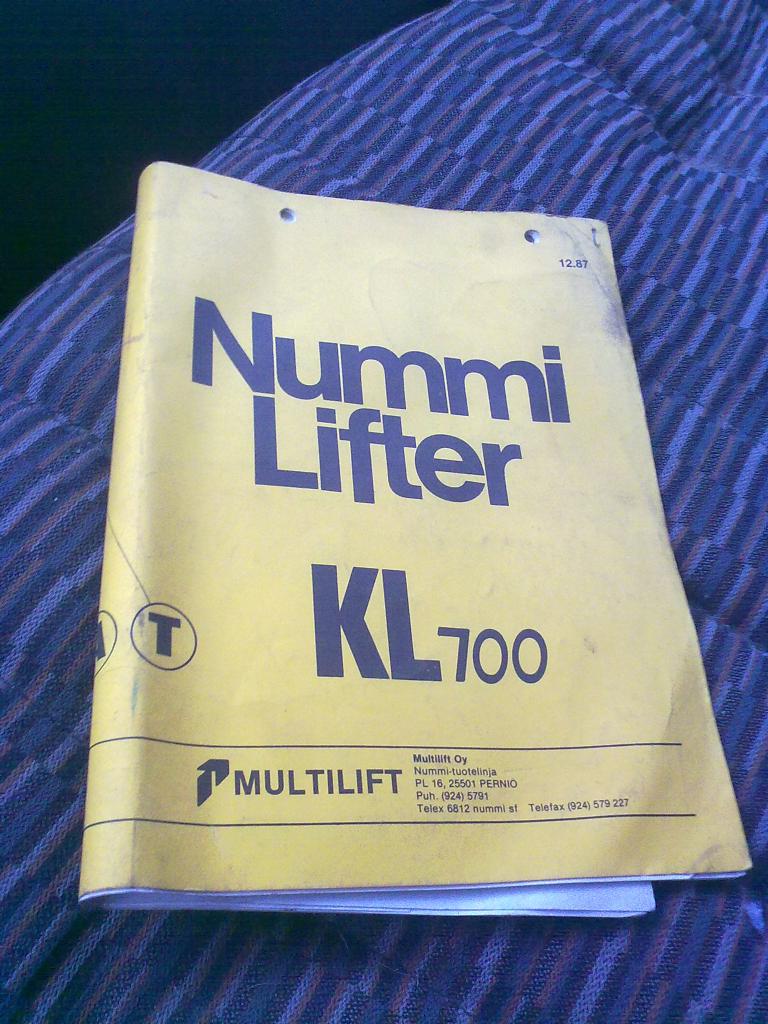 12.87
Nummi
Lifter
KL700
T
MULTILIFT
Multilift Oy
Nummi-tuotelinja
PL 16, 25501 PERNIO
Puh. (924) 5791
Telex 6812 nummi sf Telefax (924) 579 227